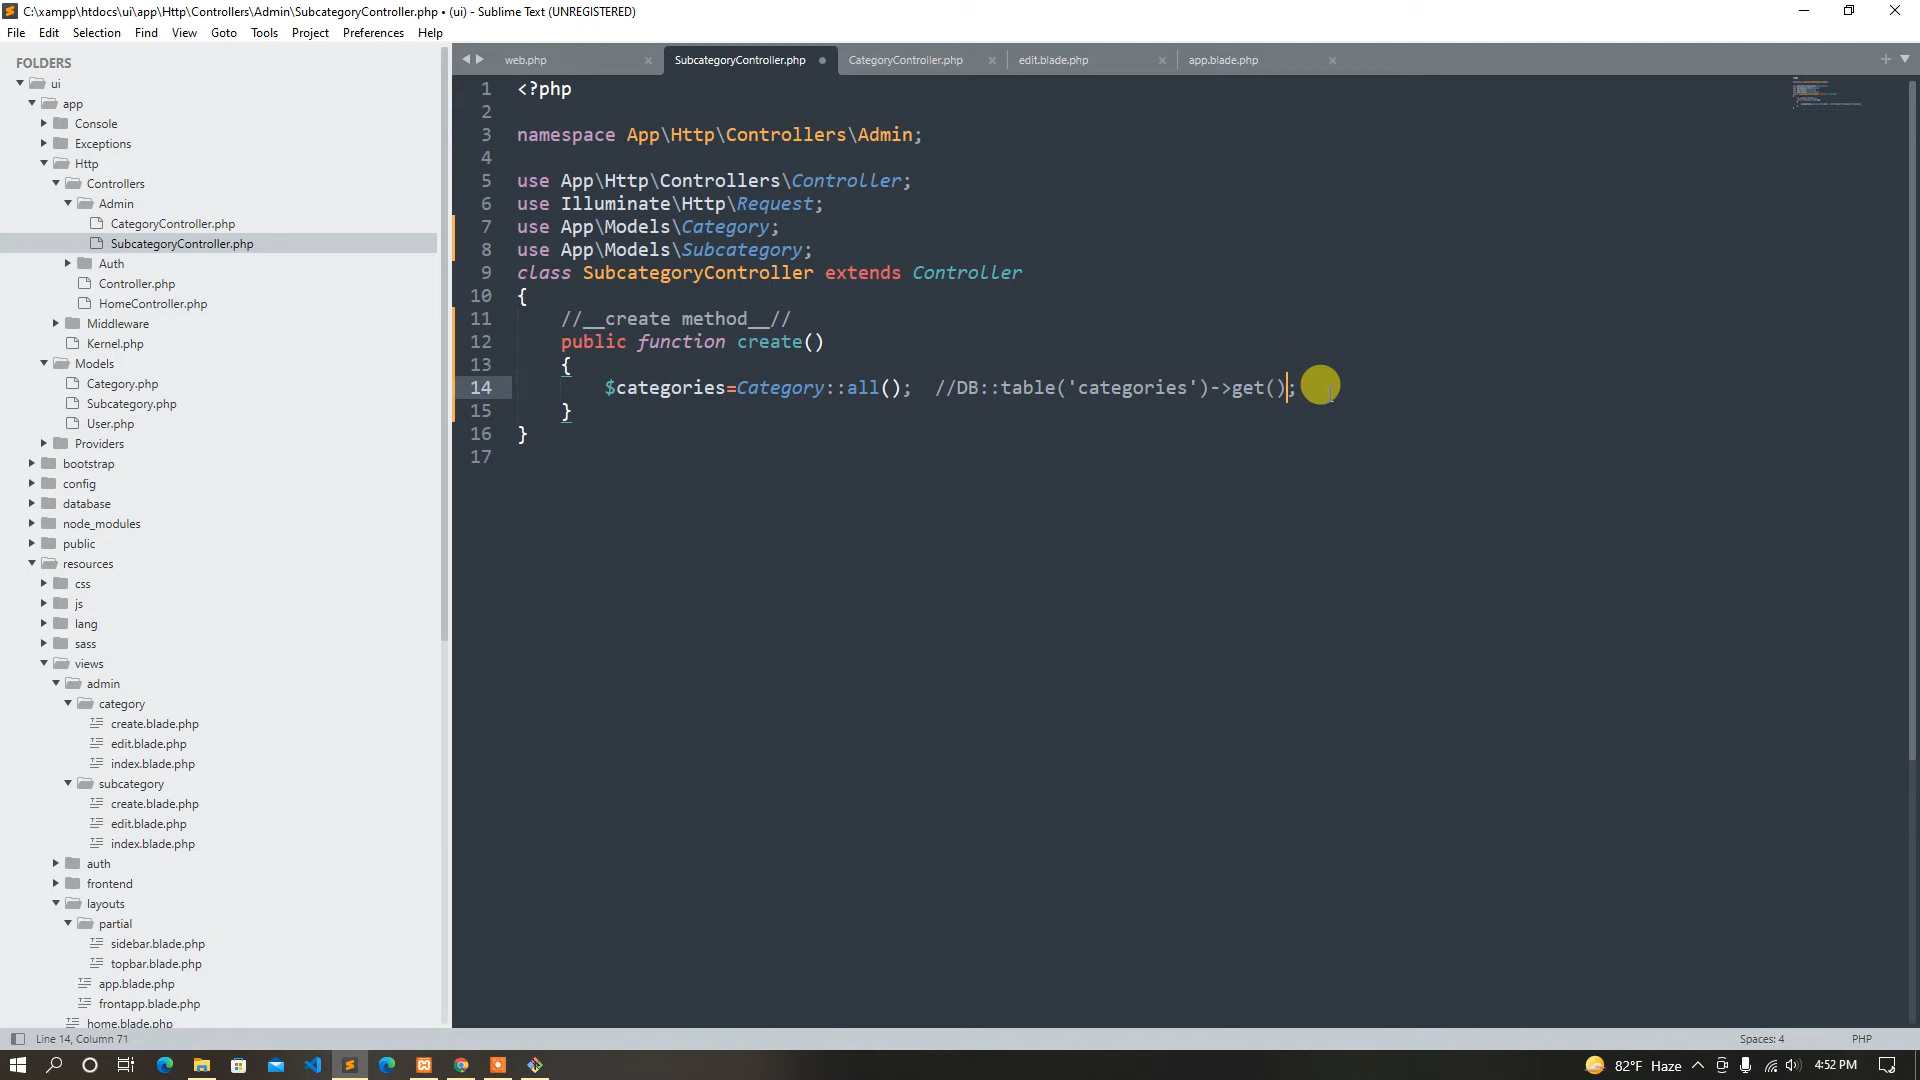 C:\xampp\htdocs\ui\app\Http\Controllers\Admin\SubcategoryController.php • (ui) - Sublime Text (UNREGISTERED)
File Edit Selection Find View Goto Tools Project Preferences Help
FOLDERS
ui
app
Console
Exceptions
Http
Controllers
Admin
CategoryController.php
SubcategoryController.php
Auth
Controller.php
HomeController.php
Middleware
Kernel.php
Models
Category.php
Subcategory.php
User.php
Providers
bootstrap
config
database
node_modules
public
resources
css
js
lang
sass
views
admin
category
create.blade.php
edit.blade.php
index.blade.php
subcategory
create.blade.php
edit.blade.php
index.blade.php
auth
frontend
layouts
partial
sidebar.blade.php
topbar.blade.php
app.blade.php
frontapp.blade.php
home.blade.php
web.php SubcategoryController.php CategoryController.php edit.blade.php app.blade.php
1 <?php
2
3 namespace App\Http\Controllers\Admin;
4
5 use App\Http\Controllers\Controller;
6 use Illuminate\Http\Request;
7 use App\Models\Category;
8 use App\Models\Subcategory;
9 class SubcategoryController extends Controller
10 {
11 //__create method__//
12 public function create()
13 {
14 $categories=Category::all(); //DB::table('categories')->get();
15 }
16 }
17
Line 14, Column 71 Spaces: 4 PHP
82°F Haze 4:52 PM